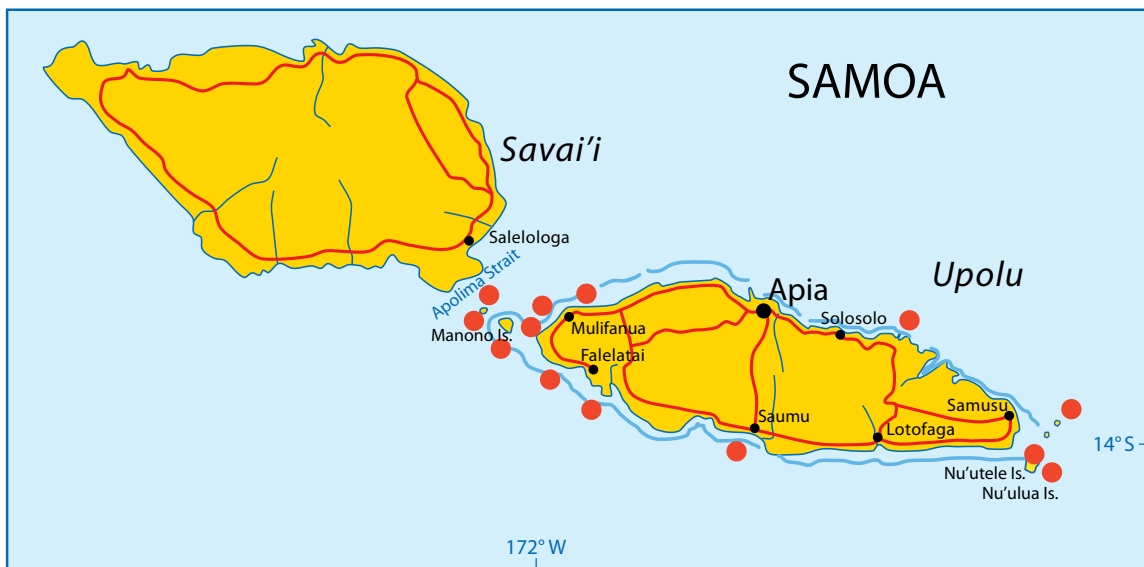 SAMOA
Savai’i
Salelologa
Apolima Strait
Upolu
Apia
Solosolo
Manono Is.
Mulifanua
Falelatai
Samusu
Saumu
Lotofaga
14° S
Nu’utele Is.
Nu’ulua Is.
172° W